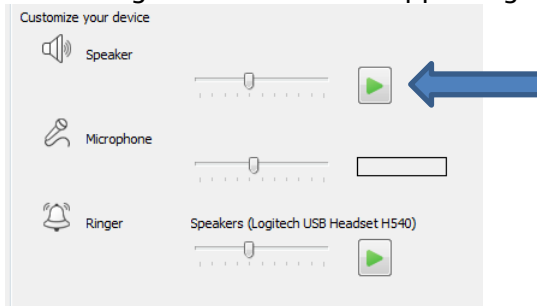 Customize your device
Speaker
Microphone
Ringer
Speakers (Logitech USB Headset H540)